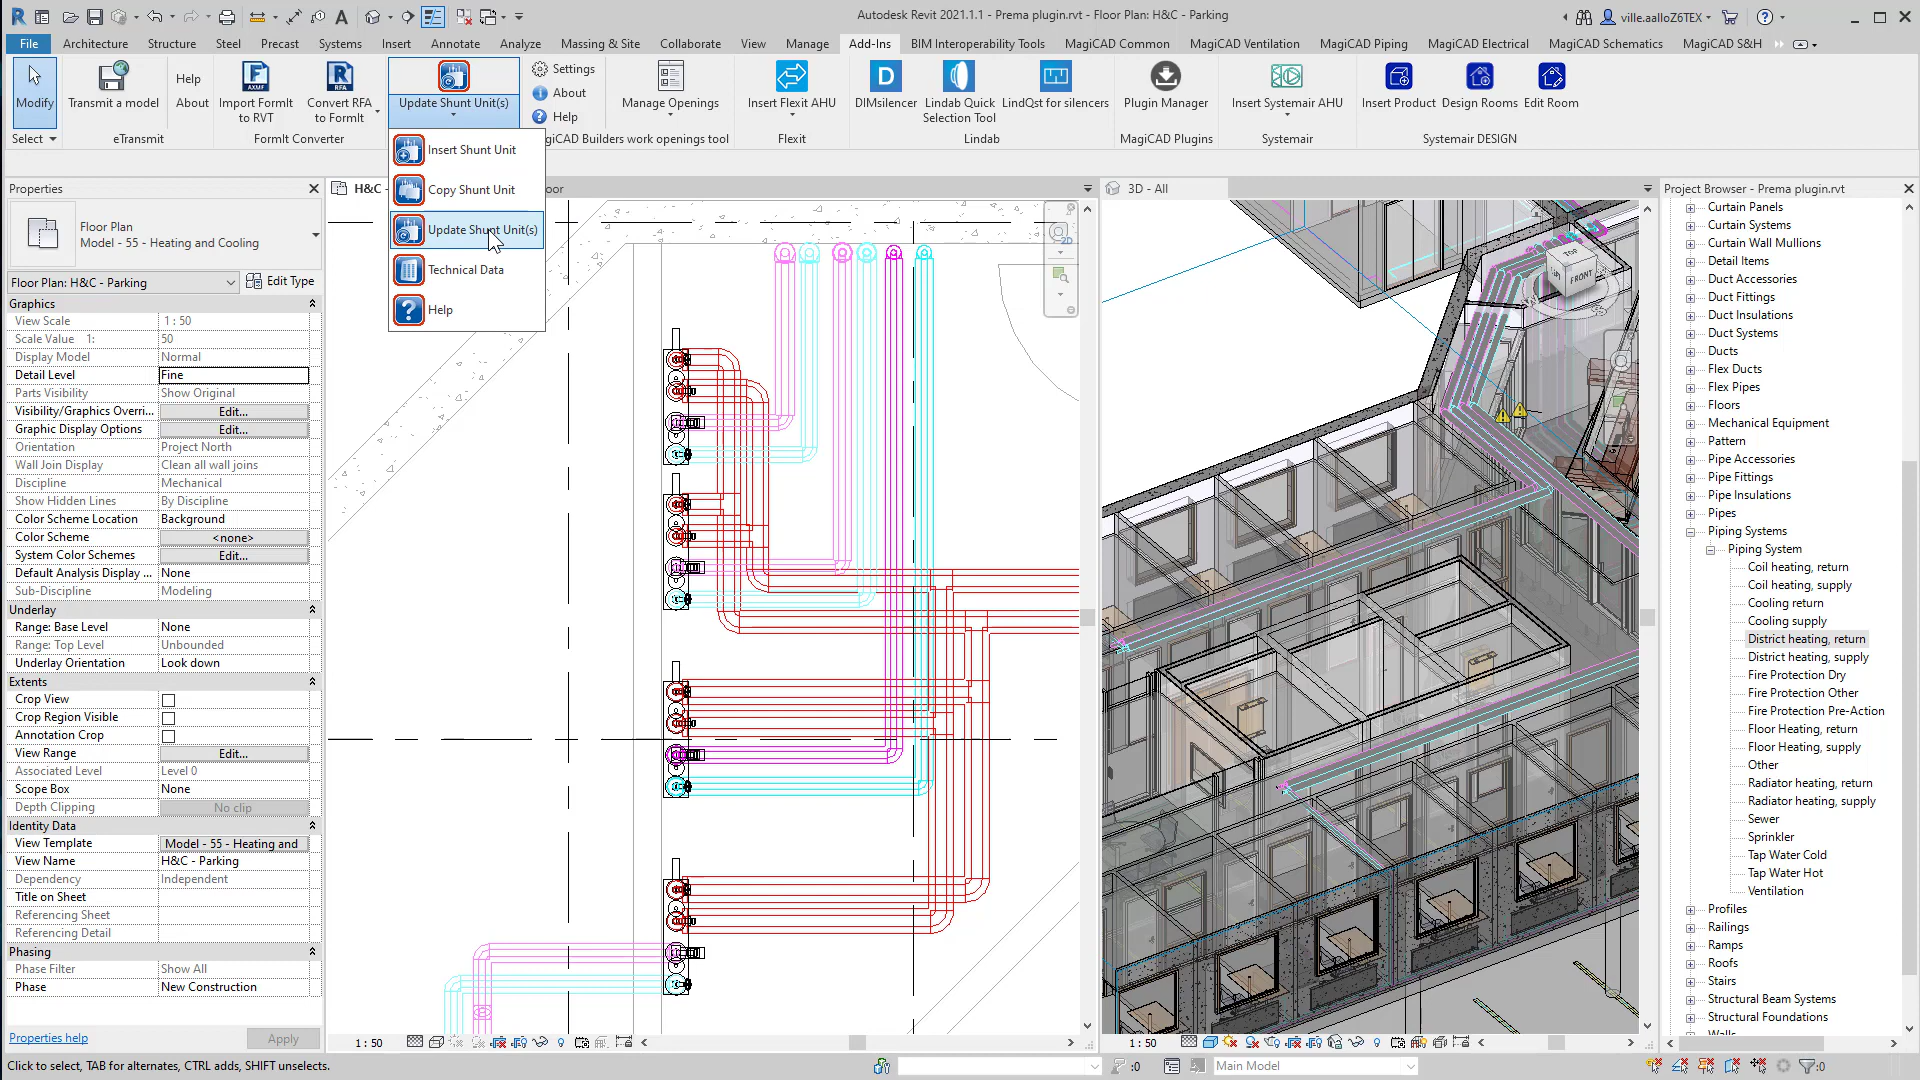 Autodesk Revit 2021.1.1 - Prema plugin.rvt - Floor Plan: H&C - Parking
ville.aalloZ6TEX
File Architecture Structure Steel Precast Systems Insert Annotate Analyze Massing & Site Collaborate View Manage Add-Ins BIM Interoperability Tools MagiCAD Common MagiCAD Ventilation MagiCAD Piping MagiCAD Electrical MagiCAD Schematics MagiCAD S&H
Modify
Select
Transmit a model
eTransmit
Help
About
Import FormIt
to RVT
Convert RFA
to FormIt
FormIt Converter
Update Shunt Unit(s)
Settings
About
Help
Manage Openings
giCAD Builders work openings tool
Insert Flexit AHU
Flexit
DIMsilencer
Lindab Quick
Selection Tool
LindQst for silencers
Lindab
Plugin Manager
MagiCAD Plugins
Insert Systemair AHU
Systemair
Insert Product
Design Rooms
Edit Room
Systemair DESIGN
Insert Shunt Unit
Copy Shunt Unit
Update Shunt Unit(s)
Technical Data
Help
Properties
Floor Plan
Model - 55 - Heating and Cooling
Floor Plan: H&C - Parking
Edit Type
Graphics
View Scale 1 : 50
Scale Value 1: 50
Display Model Normal
Detail Level Fine
Parts Visibility Show Original
Visibility/Graphics Overri... Edit...
Graphic Display Options Edit...
Orientation Project North
Wall Join Display Clean all wall joins
Discipline Mechanical
Show Hidden Lines By Discipline
Color Scheme Location Background
Color Scheme <none>
System Color Schemes Edit...
Default Analysis Display ... None
Sub-Discipline Modeling
Underlay
Range: Base Level None
Range: Top Level Unbounded
Underlay Orientation Look down
Extents
Crop View
Crop Region Visible
Annotation Crop
View Range Edit...
Associated Level Level 0
Scope Box None
Depth Clipping No clip
Identity Data
View Template Model - 55 - Heating and
View Name H&C - Parking
Dependency Independent
Title on Sheet
Referencing Sheet
Referencing Detail
Phasing
Phase Filter Show All
Phase New Construction
Properties help
Apply
H&C -
oor
2D
1 : 50
3D - All
TOP
FRONT
1 : 50
Project Browser - Prema plugin.rvt
Curtain Panels
Curtain Systems
Curtain Wall Mullions
Detail Items
Duct Accessories
Duct Fittings
Duct Insulations
Duct Systems
Ducts
Flex Ducts
Flex Pipes
Floors
Mechanical Equipment
Pattern
Pipe Accessories
Pipe Fittings
Pipe Insulations
Pipes
Piping Systems
Piping System
Coil heating, return
Coil heating, supply
Cooling return
Cooling supply
District heating, return
District heating, supply
Fire Protection Dry
Fire Protection Other
Fire Protection Pre-Action
Floor Heating, return
Floor Heating, supply
Other
Radiator heating, return
Radiator heating, supply
Sewer
Sprinkler
Tap Water Cold
Tap Water Hot
Ventilation
Profiles
Railings
Ramps
Roofs
Stairs
Structural Beam Systems
Structural Foundations
Walls
Click to select, TAB for alternates, CTRL adds, SHIFT unselects.
:0
Main Model
:0